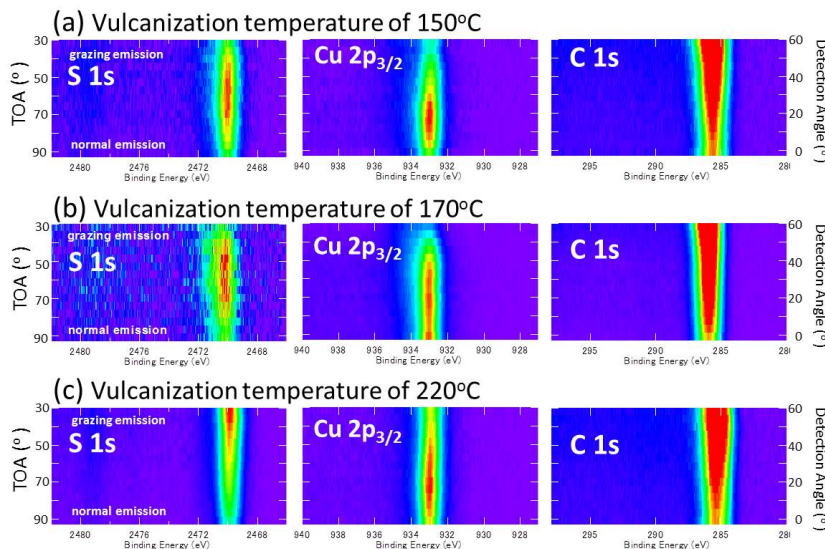 (a) Vulcanization temperature of 150°C
30 grazing emission S 1s Cu 2p3/2 C 1s 60
50 40
TOA (°) Detection Angle (°)
70 20
90 normal emission 0
2480 2476 2472 2468 940 938 936 934 932 930 928 295 290 285 280
Binding Energy (eV) Binding Energy (eV) Binding Energy (eV)
(b) Vulcanization temperature of 170°C
30 grazing emission S 1s Cu 2p3/2 C 1s 60
50 40
TOA (°) Detection Angle (°)
70 20
90 normal emission 0
2480 2476 2472 2468 940 938 936 934 932 930 928 295 290 285 280
Binding Energy (eV) Binding Energy (eV) Binding Energy (eV)
(c) Vulcanization temperature of 220°C
30 grazing emission S 1s Cu 2p3/2 C 1s 60
50 40
TOA (°) Detection Angle (°)
70 20
90 normal emission 0
2480 2476 2472 2468 940 938 936 934 932 930 928 295 290 285 280
Binding Energy (eV) Binding Energy (eV) Binding Energy (eV)